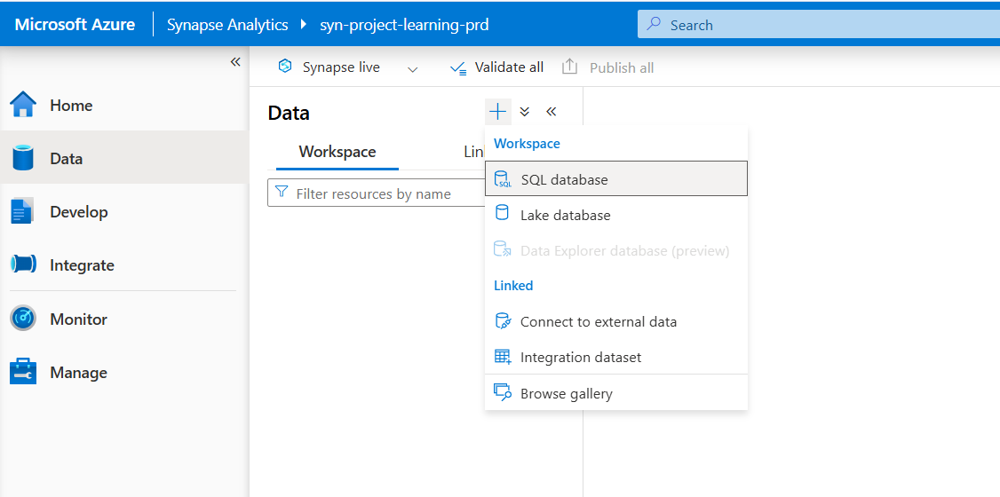 Microsoft Azure Synapse Analytics syn-project-learning-prd Search
Synapse live Validate all Publish all
Home
Data
Develop
Integrate
Monitor
Manage
Data
Workspace Lin
Filter resources by name
Workspace
SQL database
Lake database
Data Explorer database (preview)
Linked
Connect to external data
Integration dataset
Browse gallery